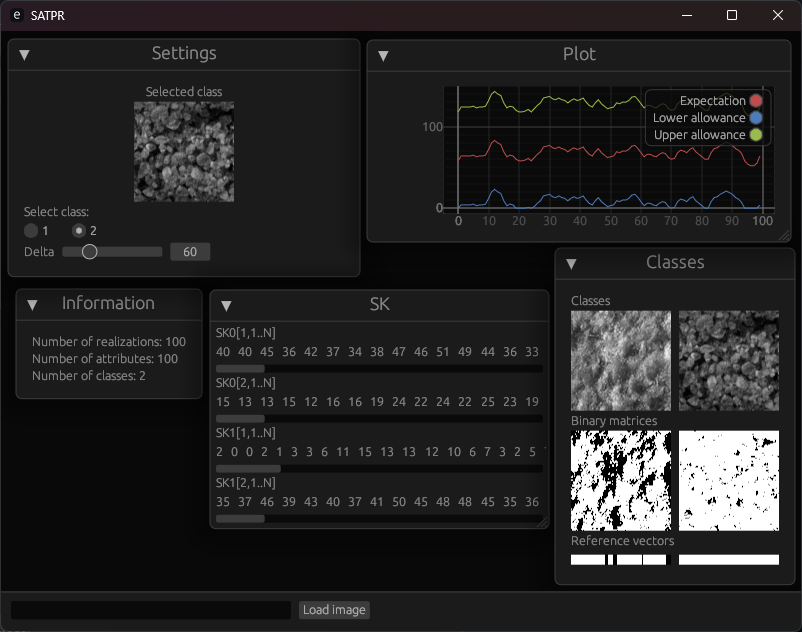 e SATPR
▼ Settings
Selected class
Select class:
1 2
Delta 60
▼ Plot
Expectation
Lower allowance
Upper allowance
100
0
0 10 20 30 40 50 60 70 80 90 100
▼ Information
Number of realizations: 100
Number of attributes: 100
Number of classes: 2
▼ SK
SK0[1,1..N]
40 40 45 36 42 37 34 38 47 46 51 49 44 36 33
SK0[2,1..N]
15 13 13 15 12 16 16 19 24 22 24 22 25 23 19
SK1[1,1..N]
2 0 0 2 1 3 3 6 11 15 13 13 12 10 6 7 3 2 5
SK1[2,1..N]
35 37 46 39 43 40 37 41 50 45 48 48 45 35 36
▼ Classes
Classes
Binary matrices
Reference vectors
Load image